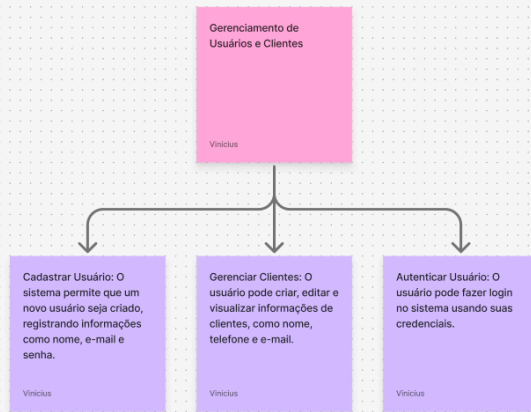 Gerenciamento de
Usuários e Clientes
Vinicius
Cadastrar Usuário: O
sistema permite que um
novo usuário seja criado,
registrando informações
como nome, e-mail e
senha.
Vinicius
Gerenciar Clientes: O
usuário pode criar, editar e
visualizar informações de
clientes, como nome,
telefone e e-mail.
Vinicius
Autenticar Usuário: O
usuário pode fazer login
no sistema usando suas
credenciais.
Vinicius